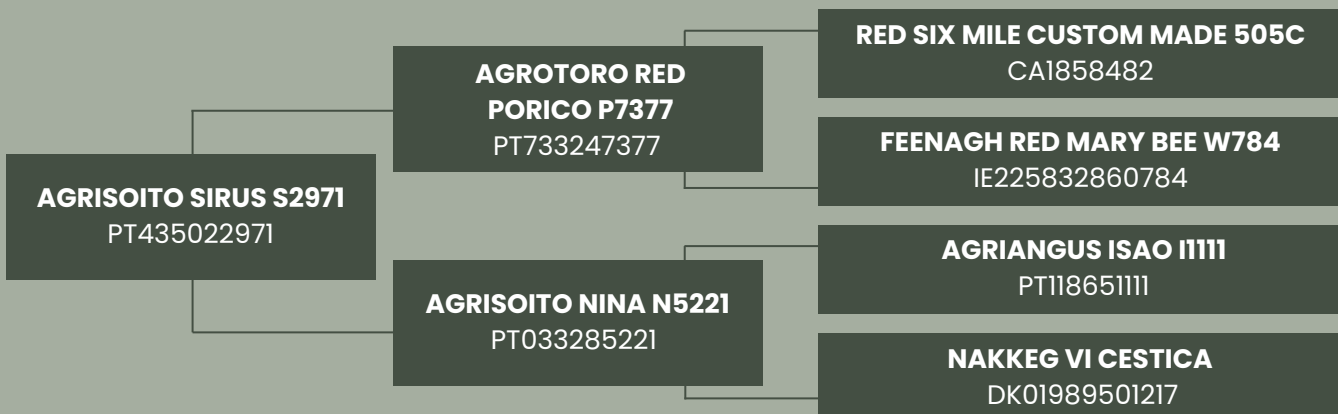 AGRISOITO SIRUS S2971
PT435022971
AGROTORO RED
PORICO P7377
PT733247377
AGRISOITO NINA N5221
PT033285221
RED SIX MILE CUSTOM MADE 505C
CA1858482
FEENAGH RED MARY BEE W784
IE225832860784
AGRIANGUS ISAO I1111
PT118651111
NAKKEG VI CESTICA
DK01989501217